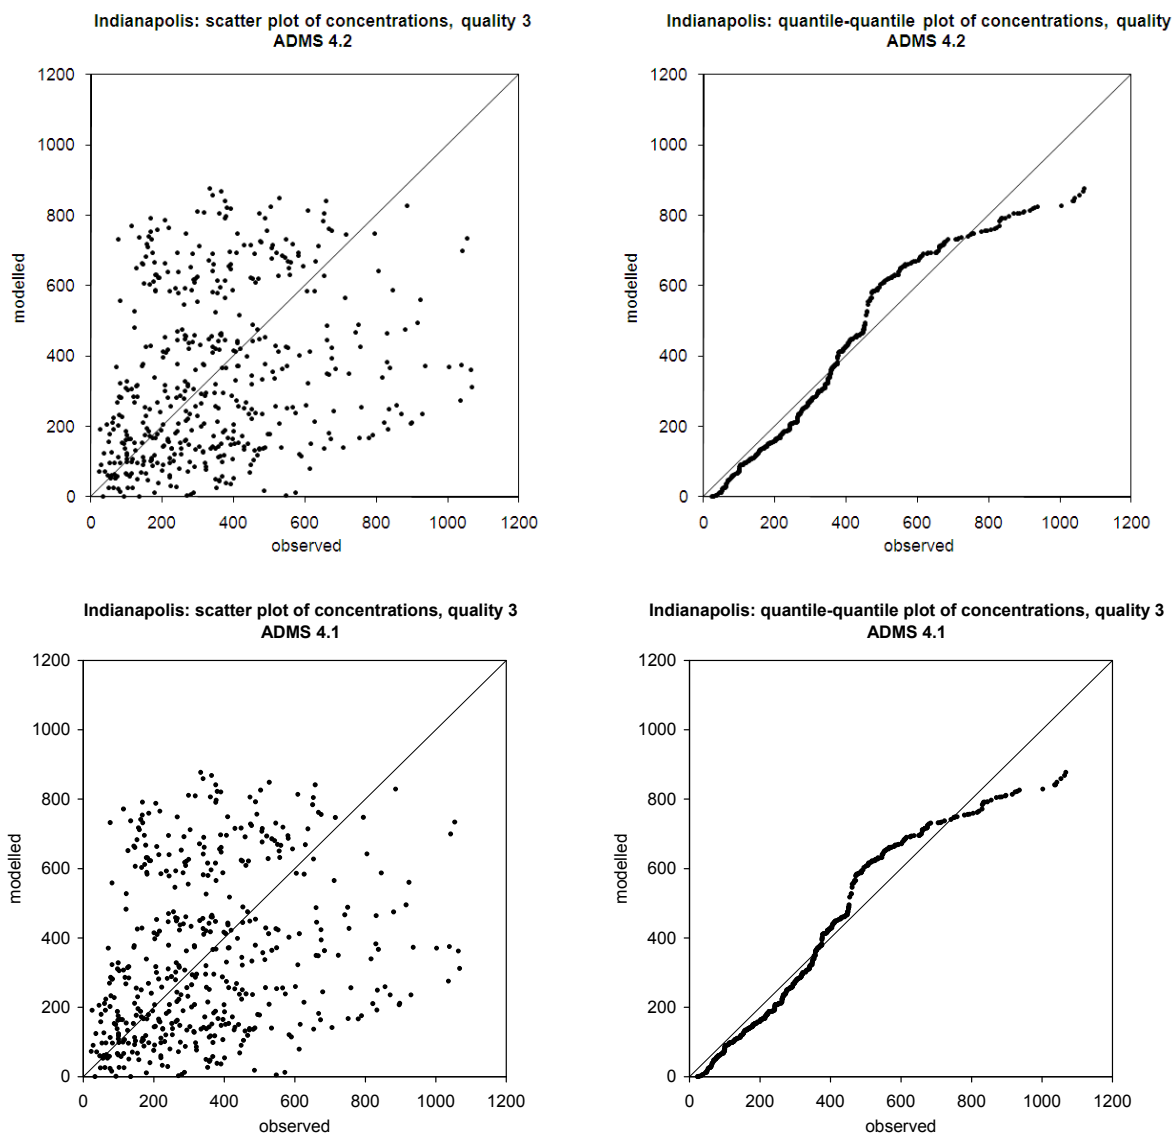 Indianapolis: scatter plot of concentrations, quality 3
ADMS 4.2
1200
1000
800
600
400
200
0
modelled
0 200 400 600 800 1000 1200
observed
Indianapolis: quantile-quantile plot of concentrations, quality
ADMS 4.2
1200
1000
800
600
400
200
0
modelled
0 200 400 600 800 1000 1200
observed
Indianapolis: scatter plot of concentrations, quality 3
ADMS 4.1
1200
1000
800
600
400
200
0
modelled
0 200 400 600 800 1000 1200
observed
Indianapolis: quantile-quantile plot of concentrations, quality 3
ADMS 4.1
1200
1000
800
600
400
200
0
modelled
0 200 400 600 800 1000 1200
observed